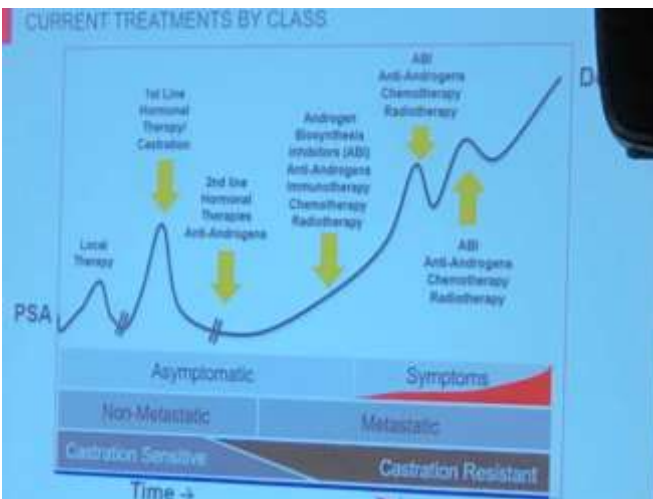 CURRENT TREATMENTS BY CLASS
ABI
Anti-Androgens
Chemotherapy
Radiotherapy
D
1st Line
Hormonal
Therapy/
Castration
Androgen
Biosynthesis
Inhibitors (ABI)
Anti-Androgens
Immunotherapy
Chemotherapy
Radiotherapy
2nd line
Hormonal
Therapies
Anti-Androgens
Local
Therapy
ABI
Anti-Androgens
Chemotherapy
Radiotherapy
PSA
Asymptomatic
Symptoms
Non-Metastatic
Metastatic
Castration Sensitive
Castration Resistant
Time →